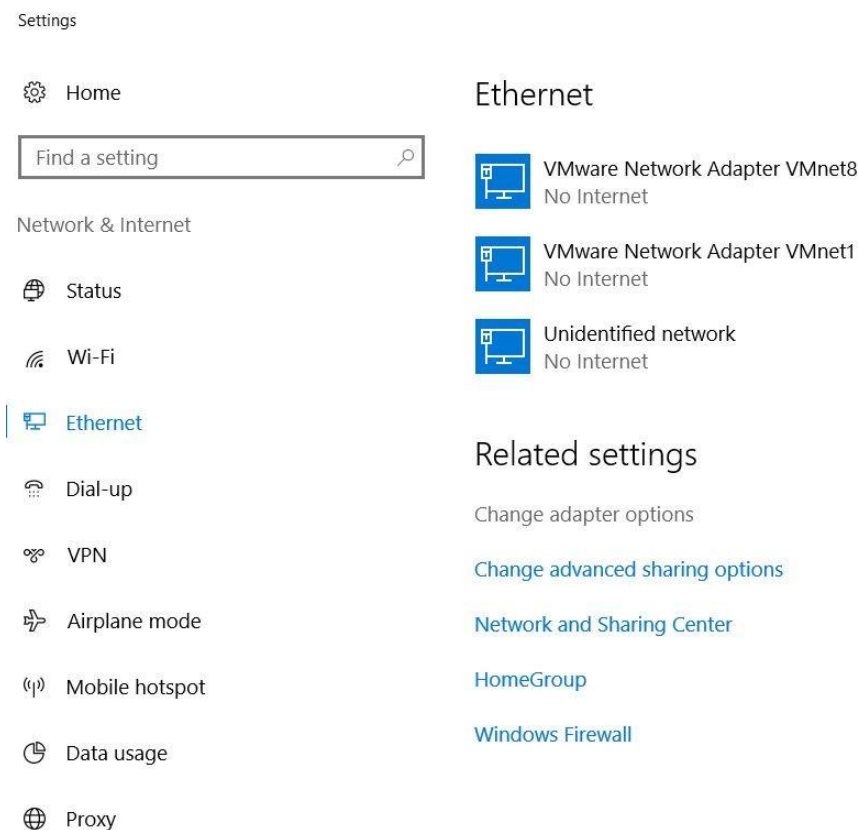 Settings
Home
Find a setting
Network & Internet
Status
Wi-Fi
Ethernet
Dial-up
VPN
Airplane mode
Mobile hotspot
Data usage
Proxy
Ethernet
VMware Network Adapter VMnet8
No Internet
VMware Network Adapter VMnet1
No Internet
Unidentified network
No Internet
Related settings
Change adapter options
Change advanced sharing options
Network and Sharing Center
HomeGroup
Windows Firewall